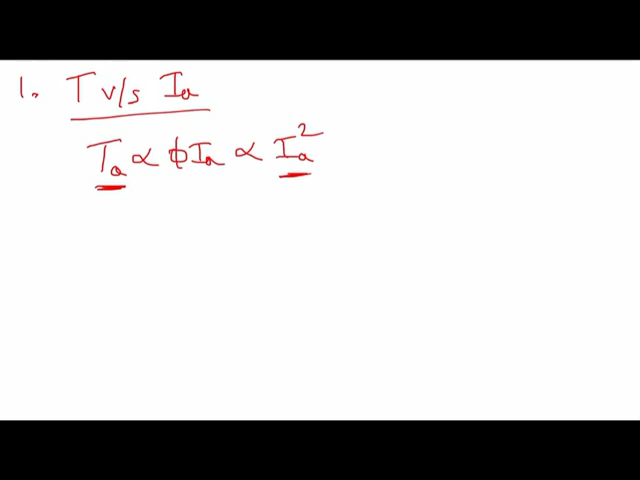 1. T v/s Ia
Ta ∝ ϕIa ∝ Ia²